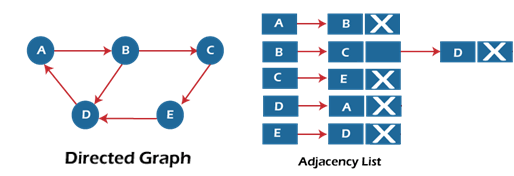 A B C
D E
Directed Graph
A B X
B C D X
C E X
D A X
E D X
Adjacency List